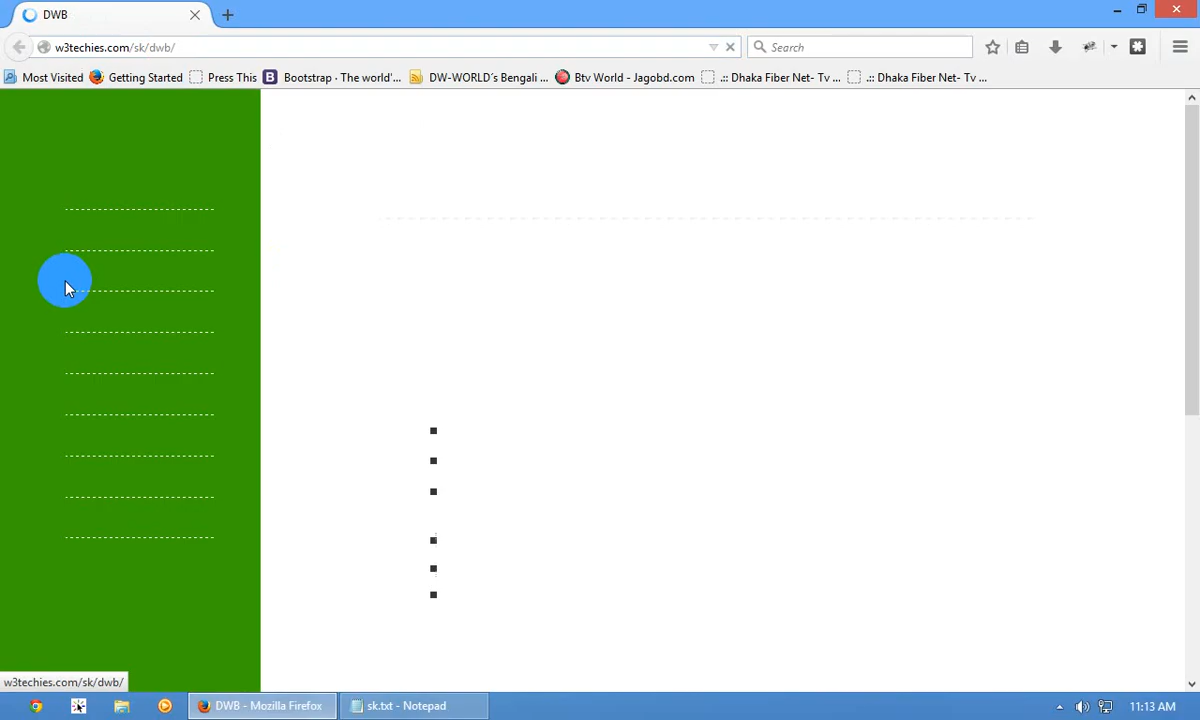 DWB
w3techies.com/sk/dwb/
Search
Most Visited Getting Started Press This Bootstrap · The world'... DW-WORLD´s Bengali ... Btv World - Jagobd.com .:: Dhaka Fiber Net- Tv ... .:: Dhaka Fiber Net- Tv ...
w3techies.com/sk/dwb/
DWB - Mozilla Firefox sk.txt - Notepad 11:13 AM